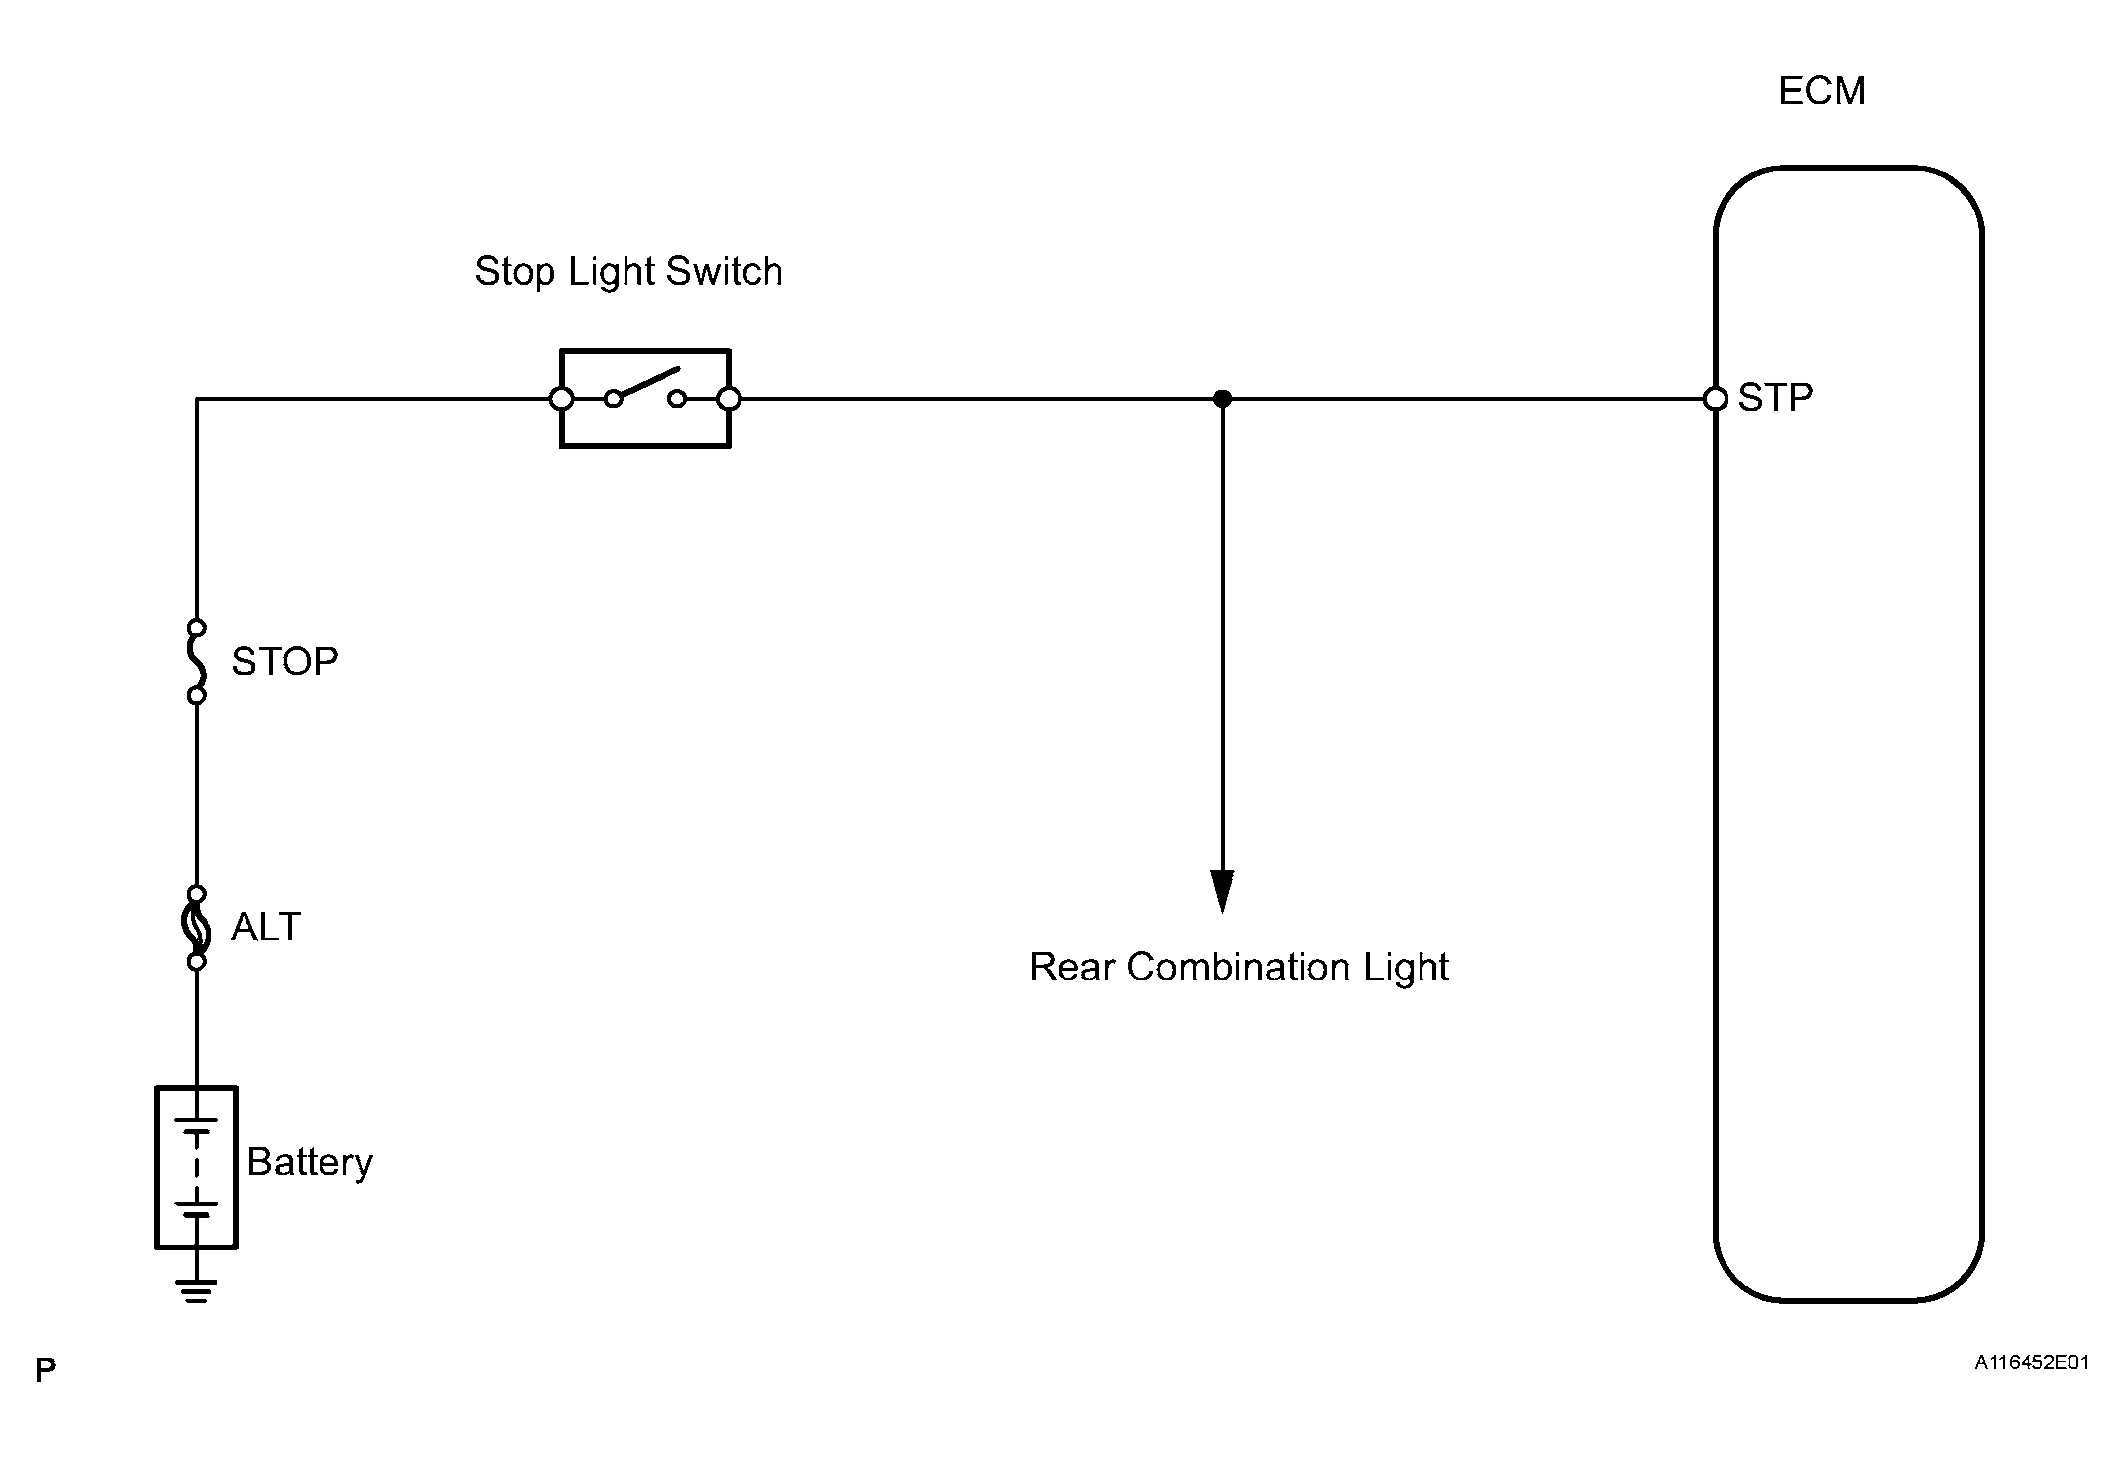 ECM
Stop Light Switch
STP
STOP
ALT
Rear Combination Light
Battery
P
A116452E01